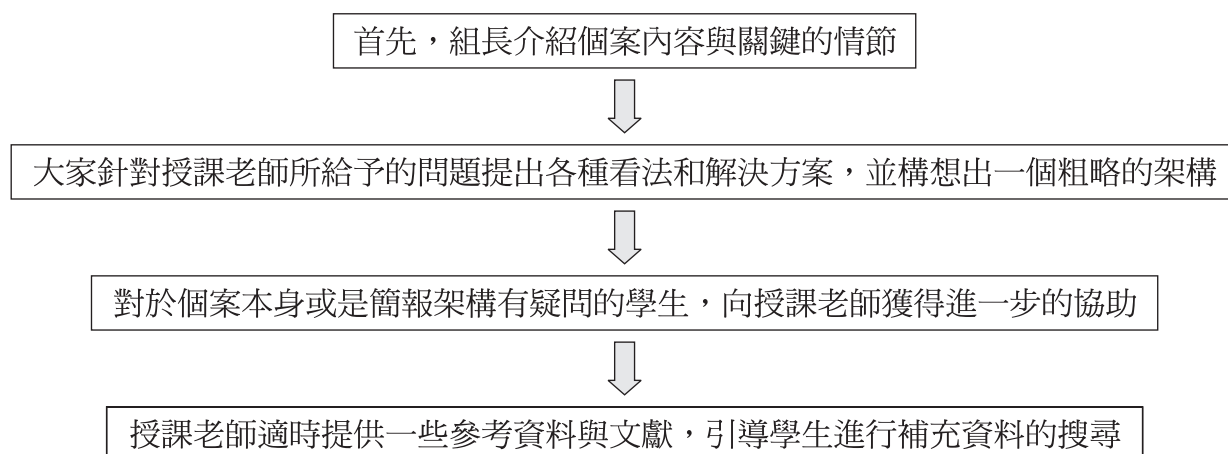 首先，組長介紹個案內容與關鍵的情節
大家針對授課老師所給予的問題提出各種看法和解決方案，並構想出一個粗略的架構
對於個案本身或是簡報架構有疑問的學生，向授課老師獲得進一步的協助
授課老師適時提供一些參考資料與文獻，引導學生進行補充資料的搜尋